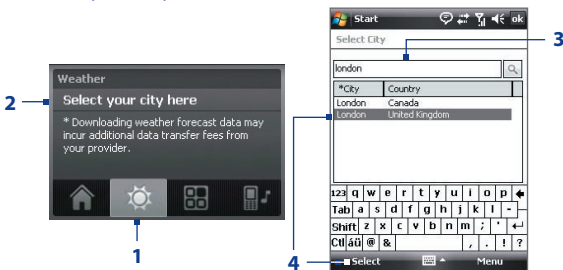 Weather
2 Select your city here
* Downloading weather forecast data may
incur additional data transfer fees from
your provider.
1
Start ok
Select City
3
london
*City Country
London Canada
London United Kingdom
4
123 q w e r t y u i o p
Tab a s d f g h j k l -
Shift z x c v b n m ; '
Ctl áü @ & , . ! ?
Select Menu